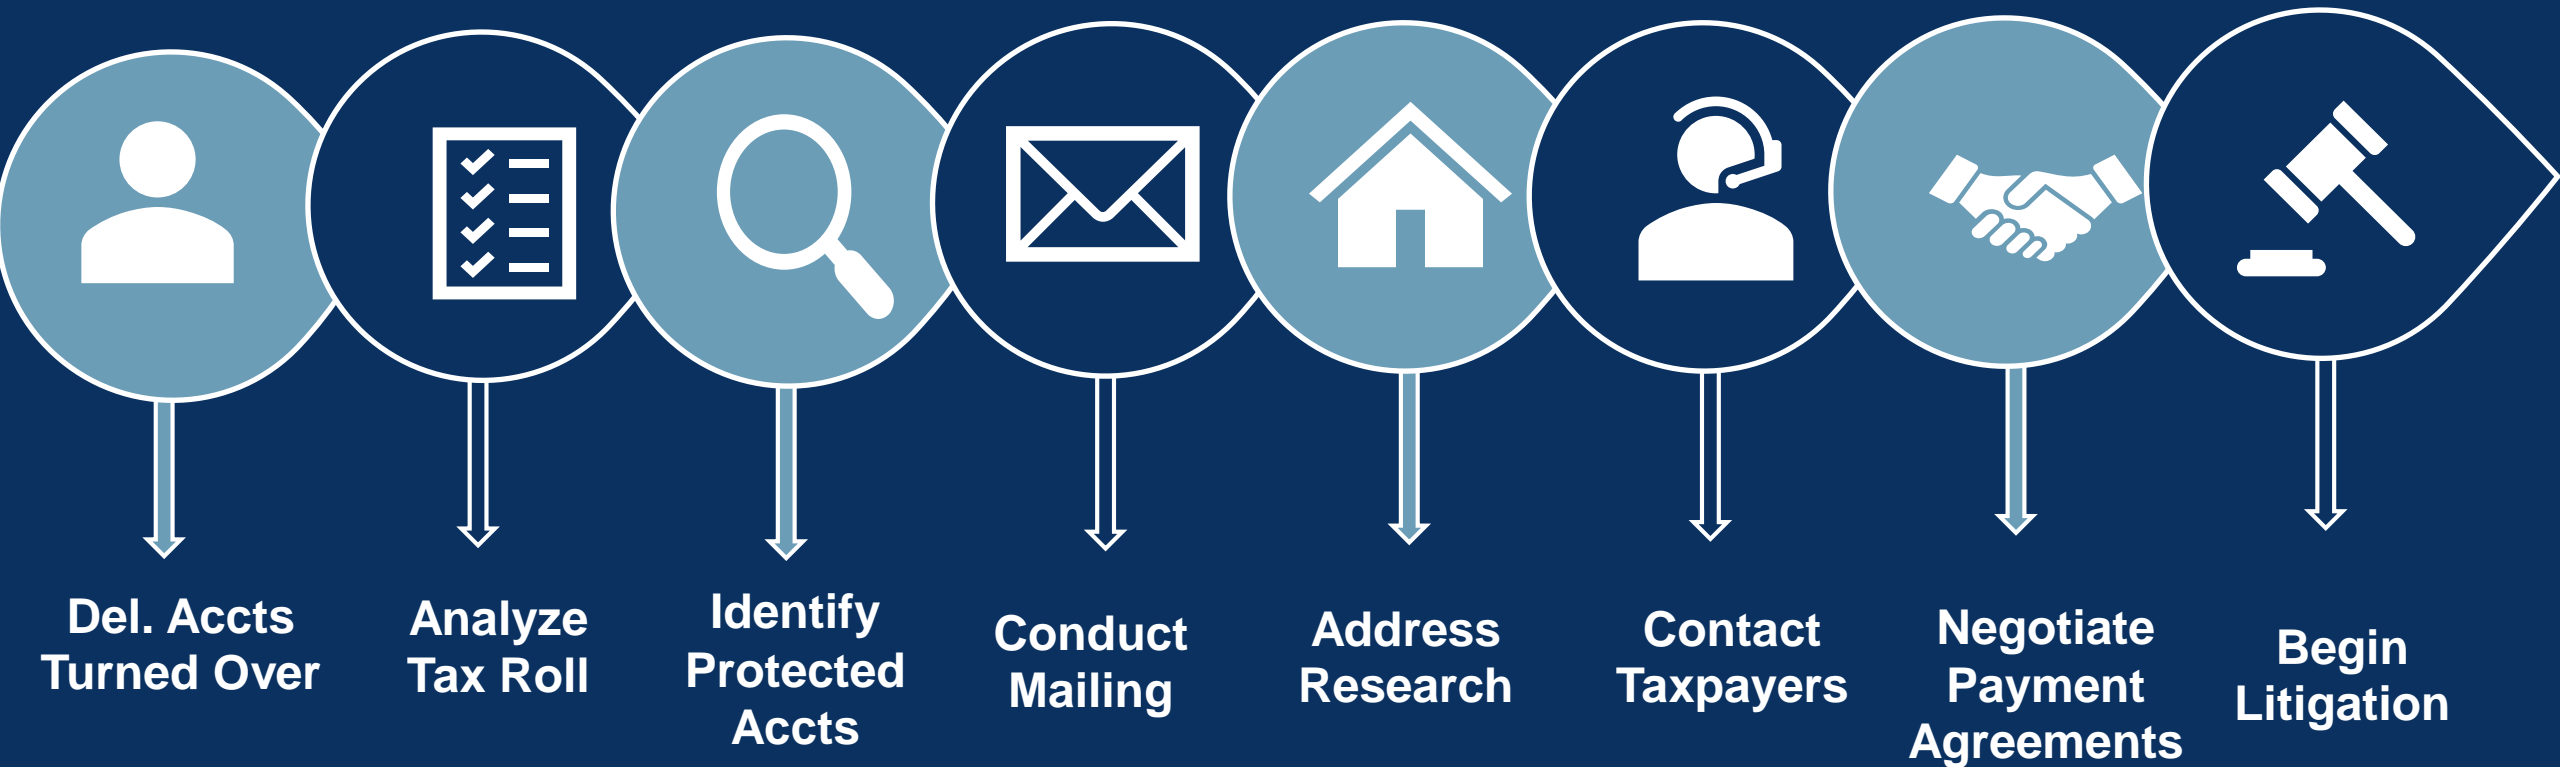 Del. Accts
Turned Over
Analyze
Tax Roll
Identify
Protected
Accts
Conduct
Mailing
Address
Research
Contact
Taxpayers
Negotiate
Payment
Agreements
Begin
Litigation